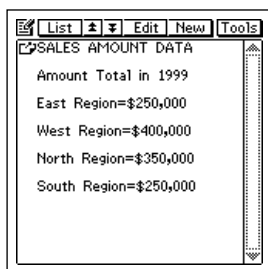 List Edit New Tools
SALES AMOUNT DATA
Amount Total in 1999
East Region=$250,000
West Region=$400,000
North Region=$350,000
South Region=$250,000